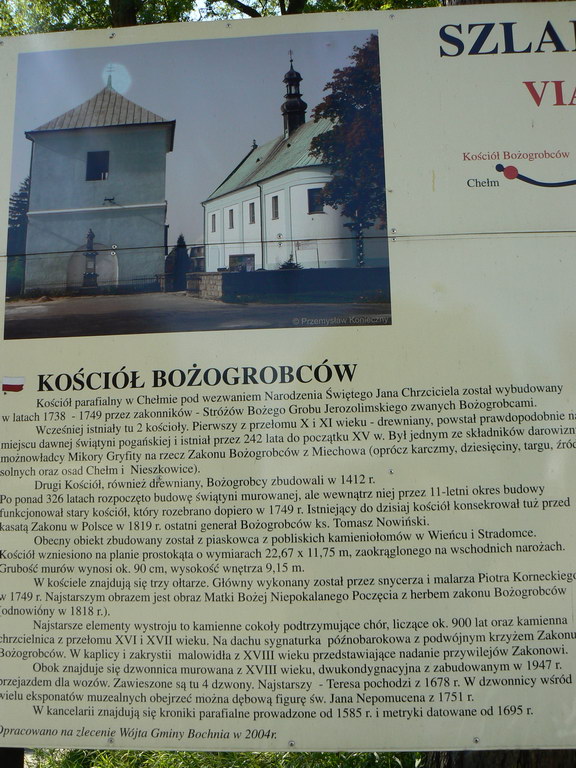 SZLA
VIA
Kościół Bożogrobców
Chełm
© Przemysław Konieczny
KOŚCIÓŁ BOŻOGROBCÓW
Kościół parafialny w Chełmie pod wezwaniem Narodzenia Świętego Jana Chrzciciela został wybudowany
w latach 1738 - 1749 przez zakonników - Stróżów Bożego Grobu Jerozolimskiego zwanych Bożogrobcami.
Wcześniej istniały tu 2 kościoły. Pierwszy z przełomu X i XI wieku - drewniany, powstał prawdopodobnie na
miejscu dawnej świątyni pogańskiej i istniał przez 242 lata do początku XV w. Był jednym ze składników darowizny
możnowładcy Mikory Gryfity na rzecz Zakonu Bożogrobców z Miechowa (oprócz karczmy, dziesięciny, targu, źró
solnych oraz osad Chełm i Nieszkowice).
Drugi Kościół, również drewniany, Bożogrobcy zbudowali w 1412 r.
Po ponad 326 latach rozpoczęto budowę świątyni murowanej, ale wewnątrz niej przez 11-letni okres budowy
funkcjonował stary kościół, który rozebrano dopiero w 1749 r. Istniejący do dzisiaj kościół konsekrował tuż przed
kasatą Zakonu w Polsce w 1819 r. ostatni generał Bożogrobców ks. Tomasz Nowiński.
Obecny obiekt zbudowany został z piaskowca z pobliskich kamieniołomów w Wieńcu i Stradomce.
Kościół wzniesiono na planie prostokąta o wymiarach 22,67 x 11,75 m, zaokrąglonego na wschodnich narożach.
Grubość murów wynosi ok. 90 cm, wysokość wnętrza 9,15 m.
W kościele znajdują się trzy ołtarze. Główny wykonany został przez snycerza i malarza Piotra Korneckiego
w 1749 r. Najstarszym obrazem jest obraz Matki Bożej Niepokalanego Poczęcia z herbem zakonu Bożogrobców
(odnowiony w 1818 r.).
Najstarsze elementy wystroju to kamienne cokoły podtrzymujące chór, liczące ok. 900 lat oraz kamienna
chrzcielnica z przełomu XVI i XVII wieku. Na dachu sygnaturka późnobarokowa z podwójnym krzyżem Zakonu
Bożogrobców. W kaplicy i zakrystii malowidła z XVIII wieku przedstawiające nadanie przywilejów Zakonowi.
Obok znajduje się dzwonnica murowana z XVIII wieku, dwukondygnacyjna z zabudowanym w 1947 r.
przejazdem dla wozów. Zawieszone są tu 4 dzwony. Najstarszy - Teresa pochodzi z 1678 r. W dzwonnicy wśród
wielu eksponatów muzealnych obejrzeć można dębową figurę św. Jana Nepomucena z 1751 r.
W kancelarii znajdują się kroniki parafialne prowadzone od 1585 r. i metryki datowane od 1695 r.
Opracowano na zlecenie Wójta Gminy Bochnia w 2004r.